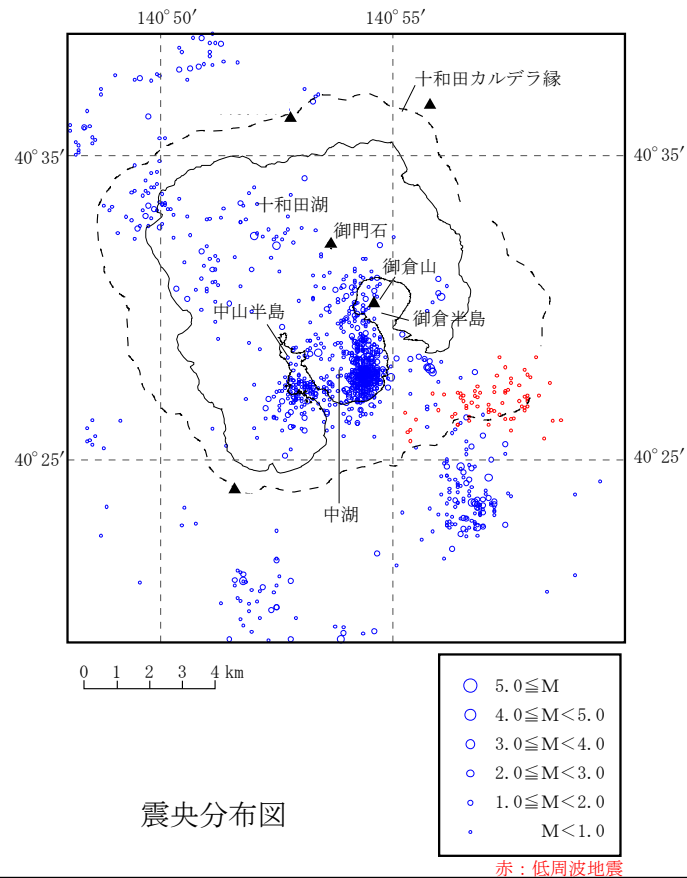 140°50′ 140°55′
十和田カルデラ縁
40°35′ 40°35′
十和田湖
御門石
御倉山
中山半島
御倉半島
40°25′ 40°25′
中湖
0 1 2 3 4 km
5.0≦M
4.0≦M<5.0
3.0≦M<4.0
2.0≦M<3.0
1.0≦M<2.0
M<1.0
震央分布図
赤：低周波地震